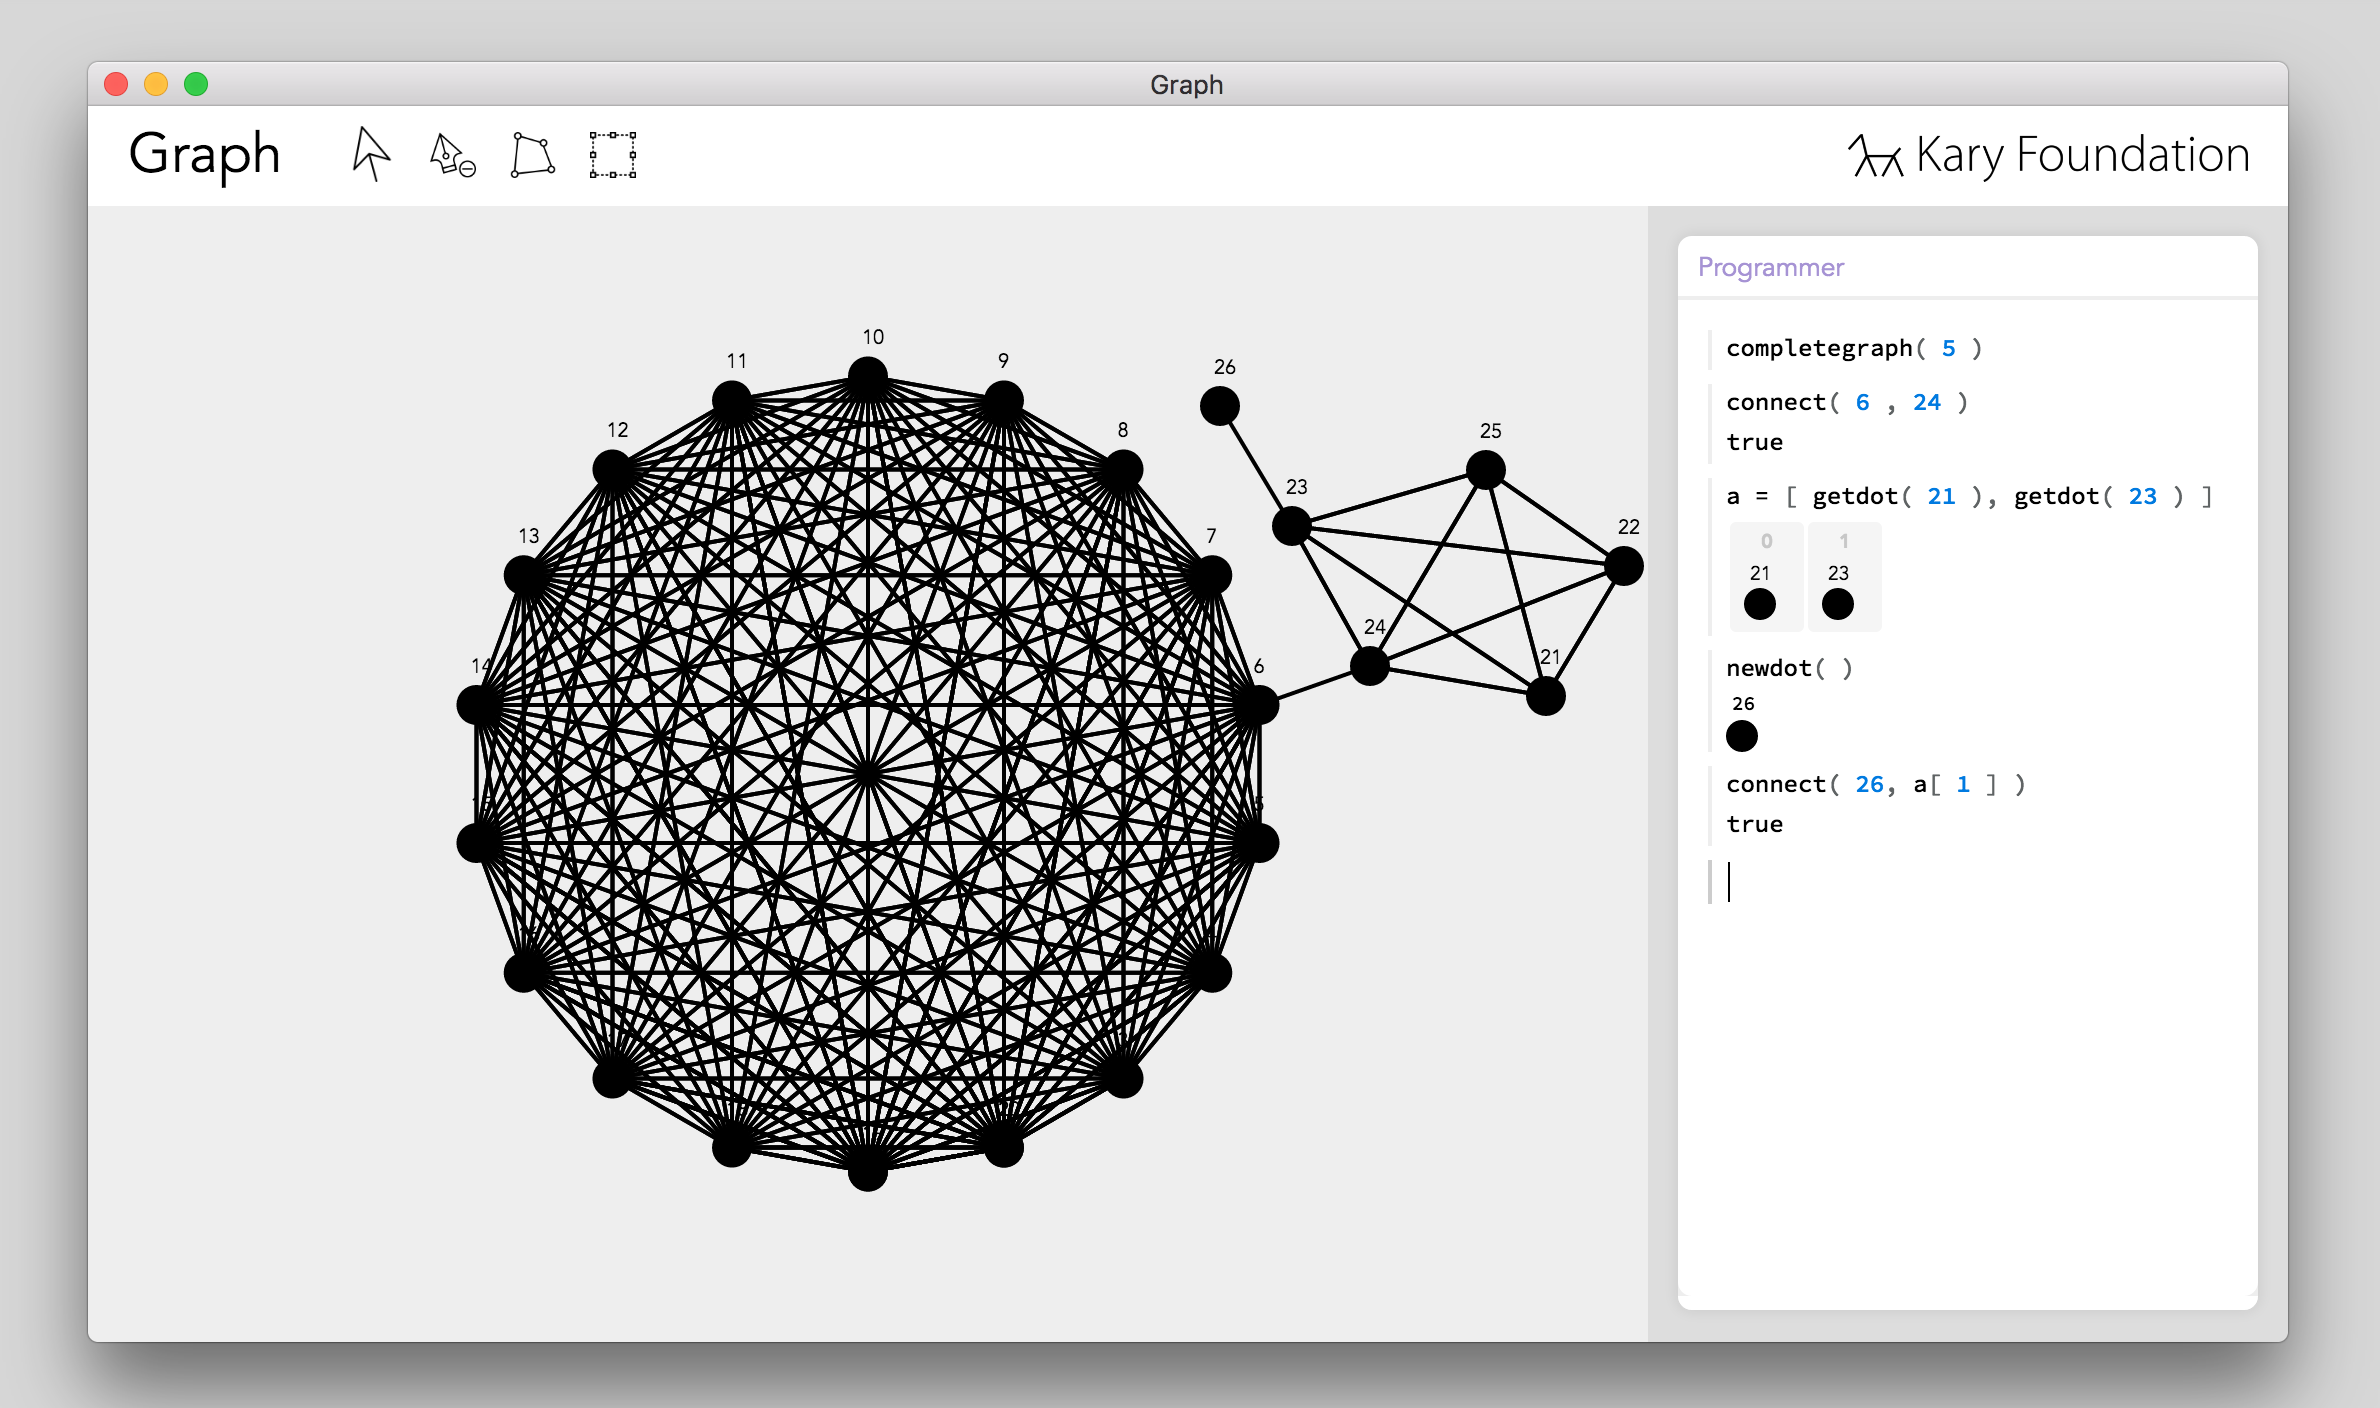 Graph
Graph
Kary Foundation
Programmer
completegraph( 5 )
connect( 6 , 24 )
true
a = [ getdot( 21 ), getdot( 23 ) ]
0 1
21 23
newdot( )
26
connect( 26, a[ 1 ] )
true
10
11
9
26
12
8
25
23
13
7
22
24
21
14
6